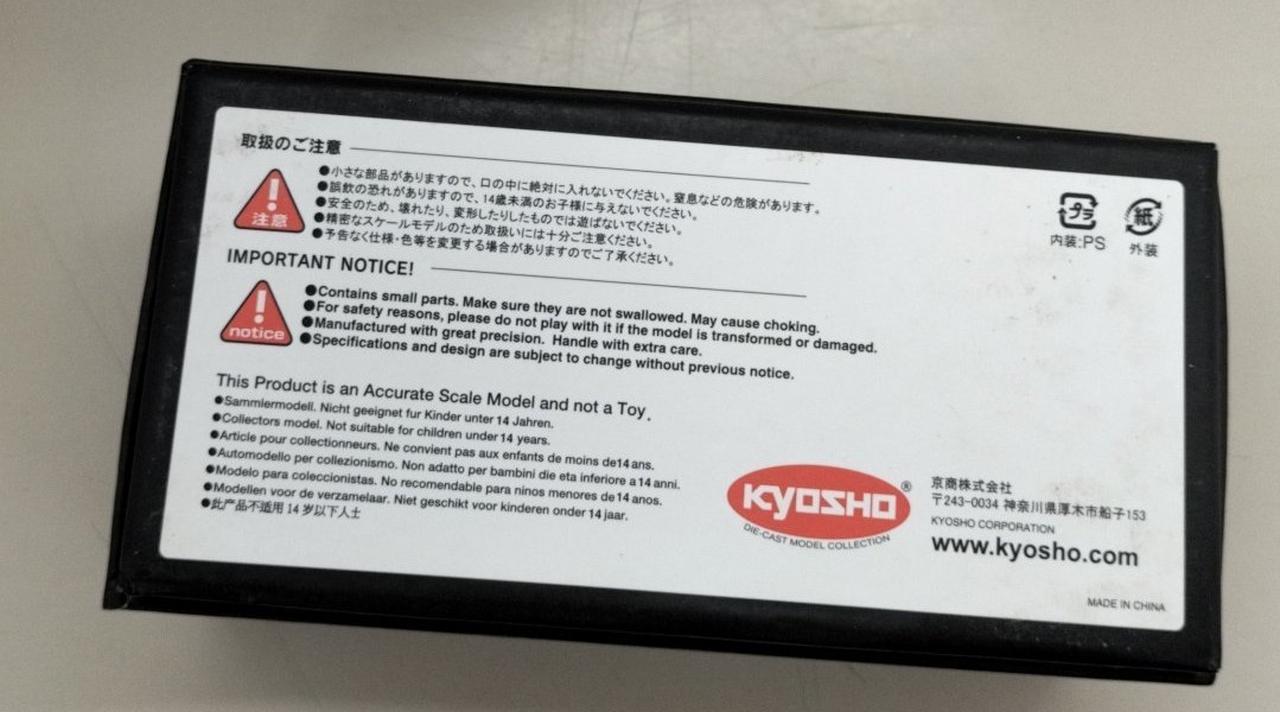 取扱のご注意
注意
●小さな部品がありますので、口の中に絶対に入れないでください。窒息などの危険があります。
●誤飲の恐れがありますので、14歳未満のお子様に与えないでください。
●安全のため、壊れたり、変形したりしたものでは遊ばないでください。
●精密なスケールモデルのため取扱いには十分ご注意ください。
●予告なく仕様・色等を変更する場合がありますのでご了承ください。
プラ
内装:PS
紙
外装
IMPORTANT NOTICE!
notice
●Contains small parts. Make sure they are not swallowed. May cause choking.
●For safety reasons, please do not play with it if the model is transformed or damaged.
●Manufactured with great precision. Handle with extra care.
●Specifications and design are subject to change without previous notice.
This Product is an Accurate Scale Model and not a Toy.
●Sammlermodell. Nicht geeignet fur Kinder unter 14 Jahren.
●Collectors model. Not suitable for children under 14 years.
●Article pour collectionneurs. Ne convient pas aux enfants de moins de14 ans.
●Automodello per collezionismo. Non adatto per bambini die eta inferiore a 14 anni.
●Modelo para coleccionistas. No recomendable para ninos menores de 14 anos.
●Modellen voor de verzamelaar. Niet geschikt voor kinderen onder 14 jaar.
●此产品不适用 14 岁以下人士
KYOSHO®
DIE-CAST MODEL COLLECTION
京商株式会社
〒243-0034 神奈川県厚木市船子153
KYOSHO CORPORATION
www.kyosho.com
MADE IN CHINA